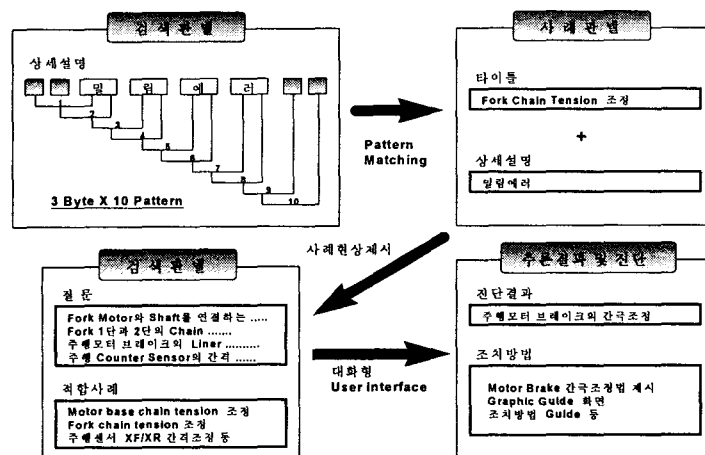 검색판넬
상세설명
밀 림 에 러
2
3
4
5
6
7
8
9
10
3 Byte X 10 Pattern
Pattern
Matching
사례판넬
타이틀
Fork Chain Tension 조정
+
상세설명
밀림에러
사례현상제시
검색판넬
질문
Fork Motor와 Shaft를 연결하는 .....
Fork 1단과 2단의 Chain .......
주행모터 브레이크의 Liner ..........
주행 Counter Sensor의 간격 ......
적합사례
Motor base chain tension 조정
Fork chain tension 조정
주행센서 XF/XR 간격조정 등
대화형
User interface
추론결과 및 진단
진단결과
주행모터 브레이크의 간극조정
조치방법
Motor Brake 간극조정법 제시
Graphic Guide 화면
조치방법 Guide 등